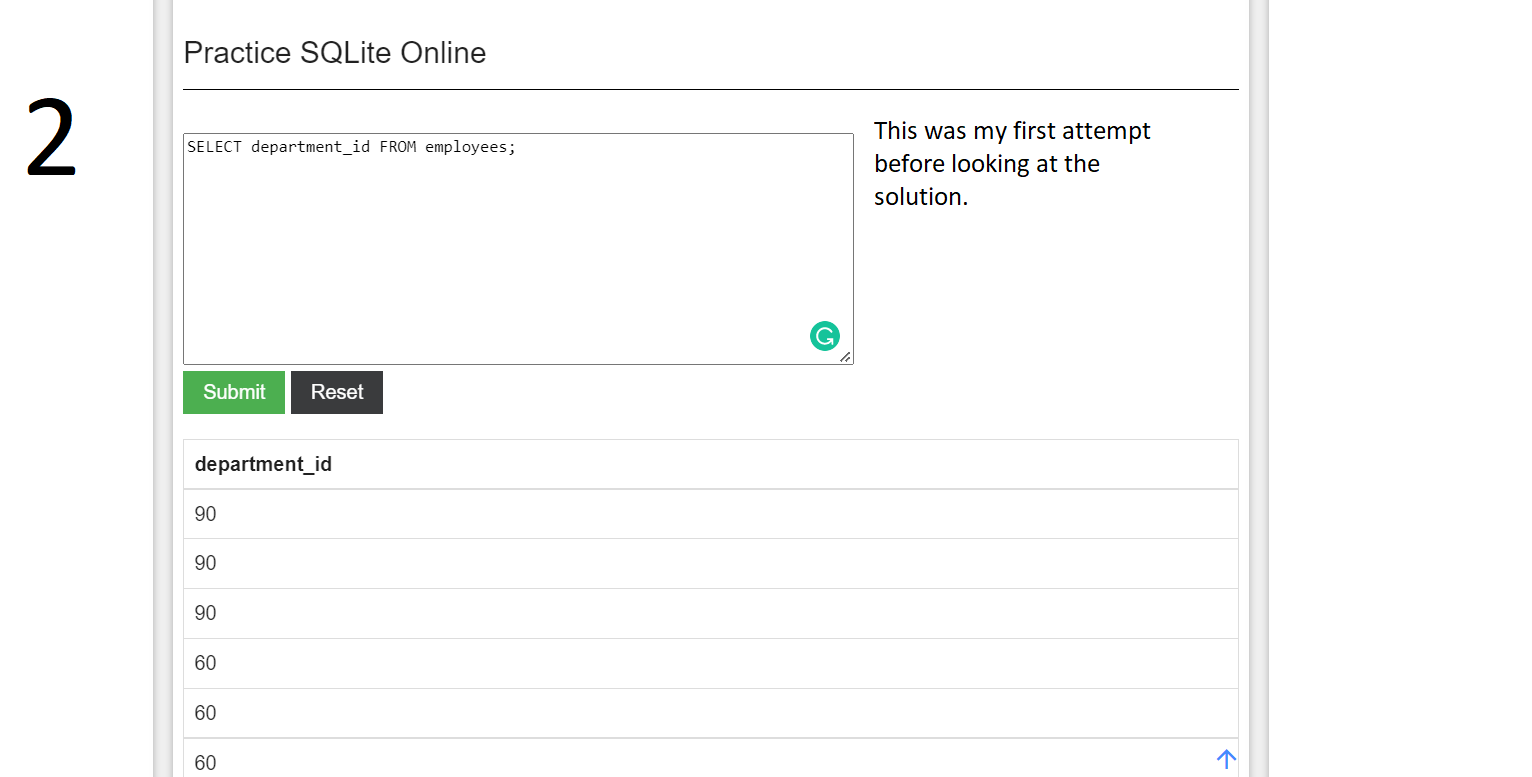 Practice SQLite Online
2
SELECT department_id FROM employees;
This was my first attempt
before looking at the
solution.
G
Submit
Reset
department_id
90
90
90
60
60
60